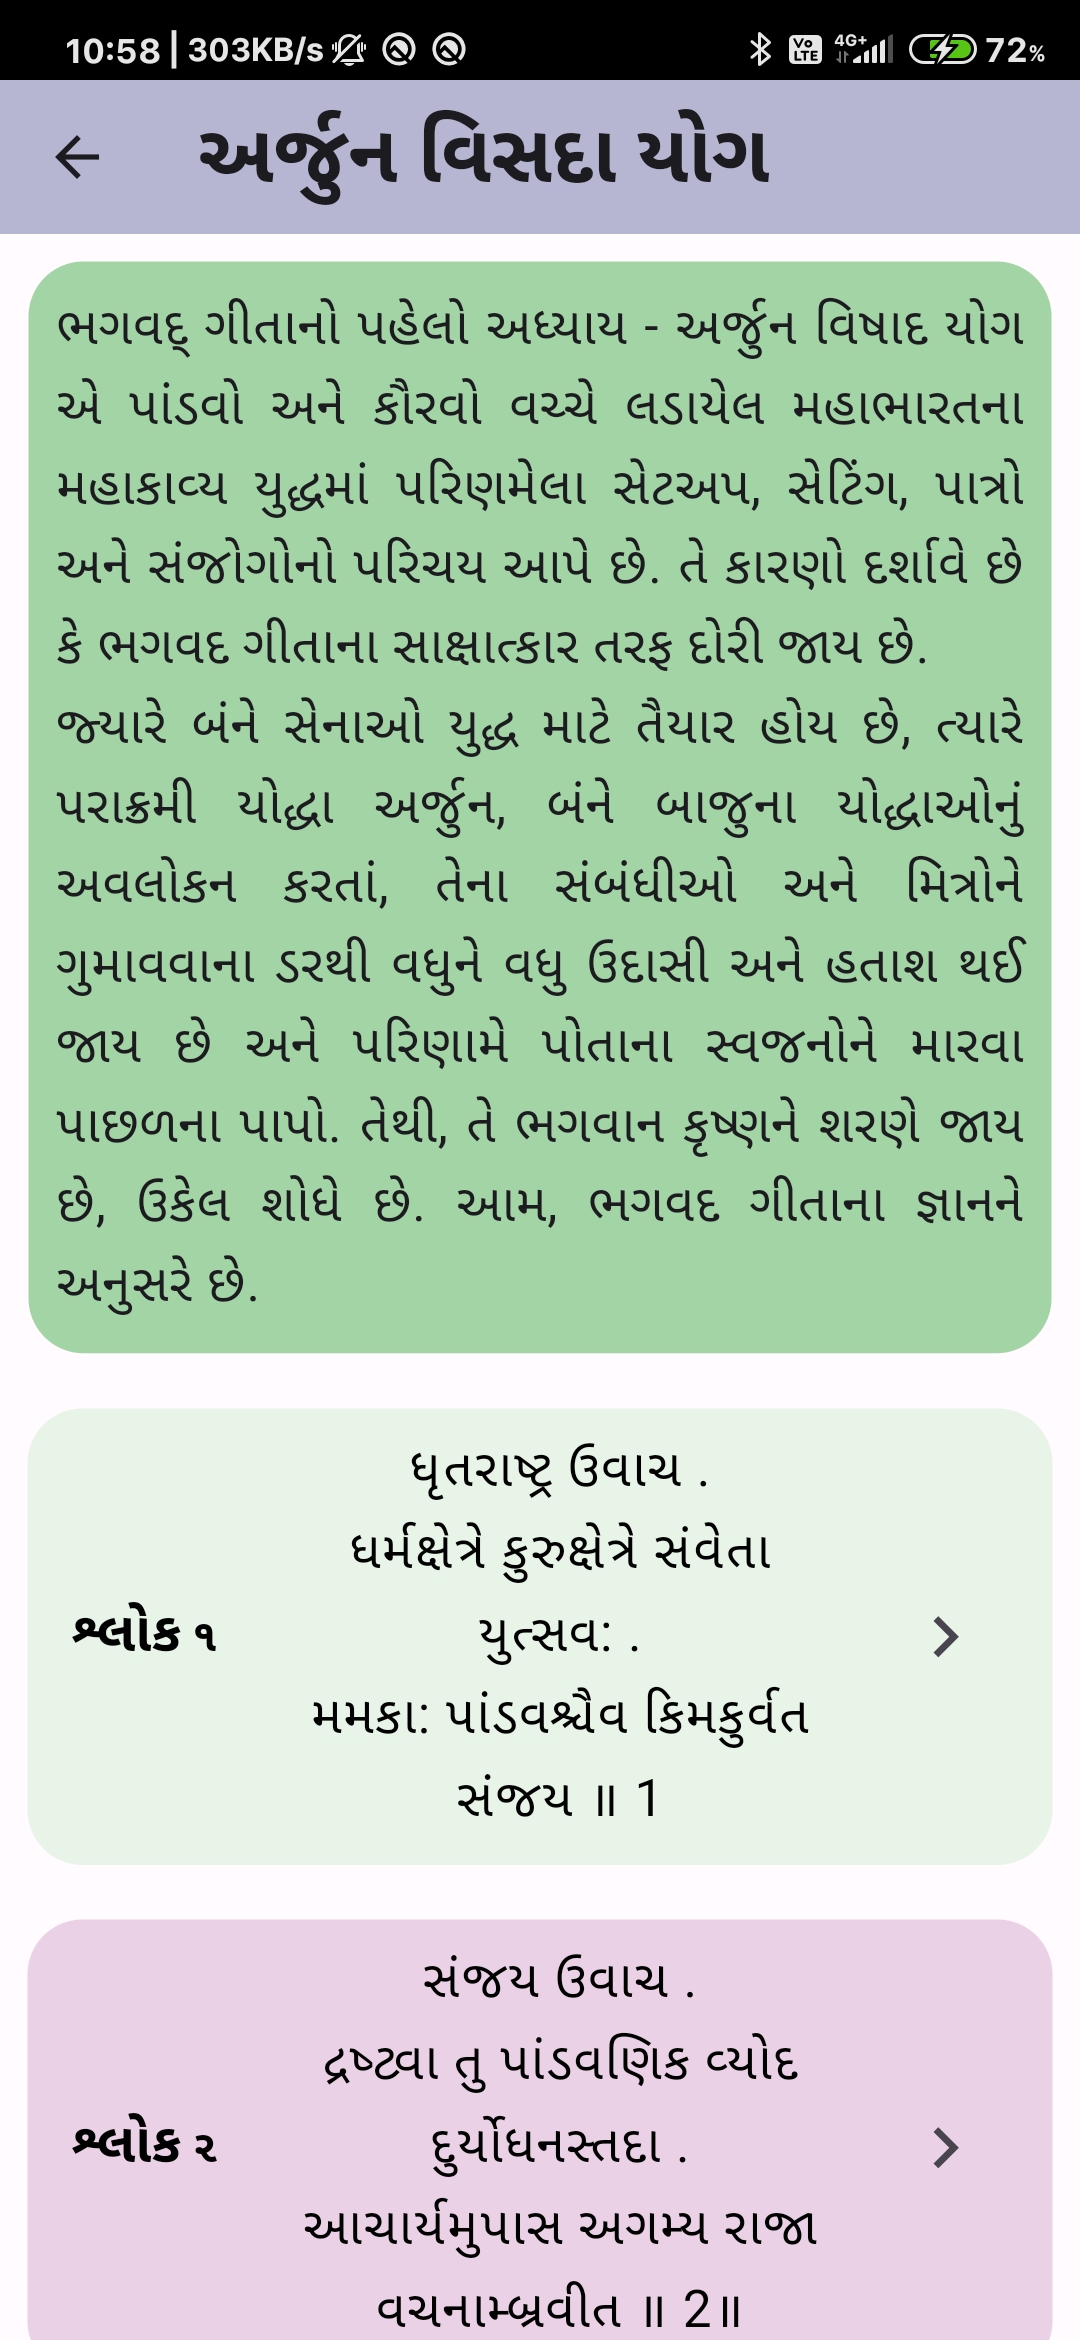 10:58 | 303KB/s 4G+ Vo LTE 72%
અર્જુન વિસદા યોગ
ભગવદ્ ગીતાનો પહેલો અધ્યાય - અર્જુન વિષાદ યોગ
એ પાંડવો અને કૌરવો વચ્ચે લડાયેલ મહાભારતના
મહાકાવ્ય યુદ્ધમાં પરિણમેલા સેટઅપ, સેટિંગ, પાત્રો
અને સંજોગોનો પરિચય આપે છે. તે કારણો દર્શાવે છે
કે ભગવદ ગીતાના સાક્ષાત્કાર તરફ દોરી જાય છે.
જ્યારે બંને સેનાઓ યુદ્ધ માટે તૈયાર હોય છે, ત્યારે
પરાક્રમી યોદ્ધા અર્જુન, બંને બાજુના યોદ્ધાઓનું
અવલોકન કરતાં, તેના સંબંધીઓ અને મિત્રોને
ગુમાવવાના ડરથી વધુને વધુ ઉદાસી અને હતાશ થઈ
જાય છે અને પરિણામે પોતાના સ્વજનોને મારવા
પાછળના પાપો. તેથી, તે ભગવાન કૃષ્ણને શરણે જાય
છે, ઉકેલ શોધે છે. આમ, ભગવદ ગીતાના જ્ઞાનને
અનુસરે છે.
શ્લોક ૧
ધૃતરાષ્ટ્ર ઉવાચ .
ધર્મક્ષેત્રે કુરુક્ષેત્રે સંવેતા
યુત્સવ: .
મમકા: પાંડવશ્ચૈવ કિમકુર્વત
સંજય ॥ 1
શ્લોક ૨
સંજય ઉવાચ .
દ્રષ્ટ્વા તુ પાંડવણિક વ્યોદ
દુર્યોધનસ્તદા .
આચાર્યમુપાસ અગમ્ય રાજા
વચનામ્બ્રવીત ॥ 2॥